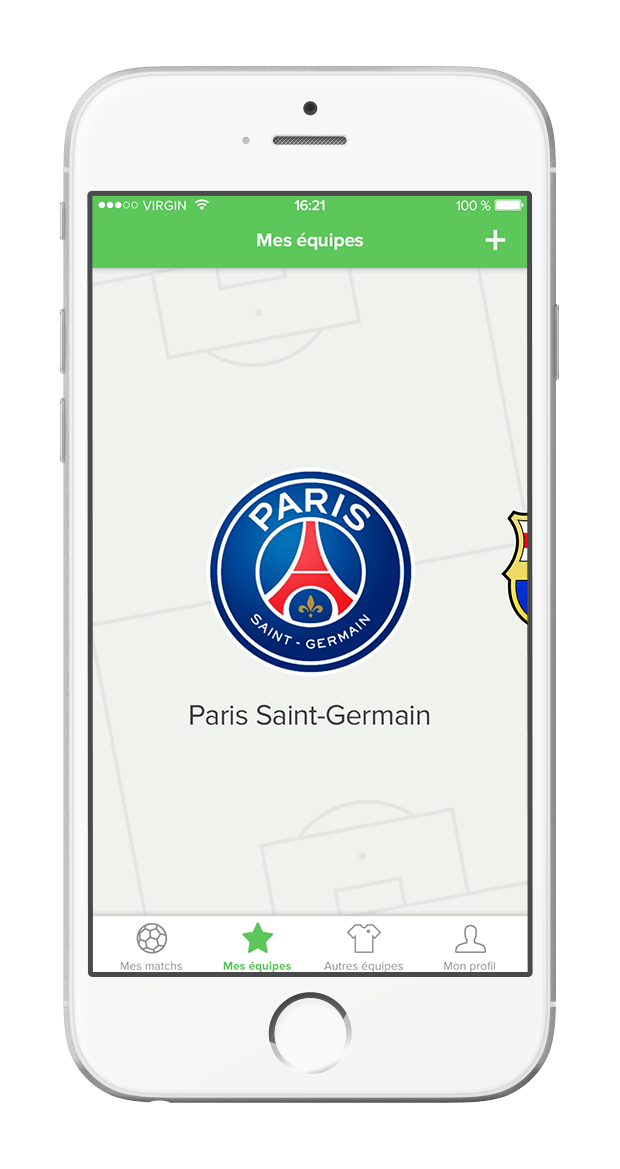 VIRGIN 16:21 100 %
Mes équipes
PARIS
SAINT - GERMAIN
Paris Saint-Germain
Mes matchs Mes équipes Autres équipes Mon profil